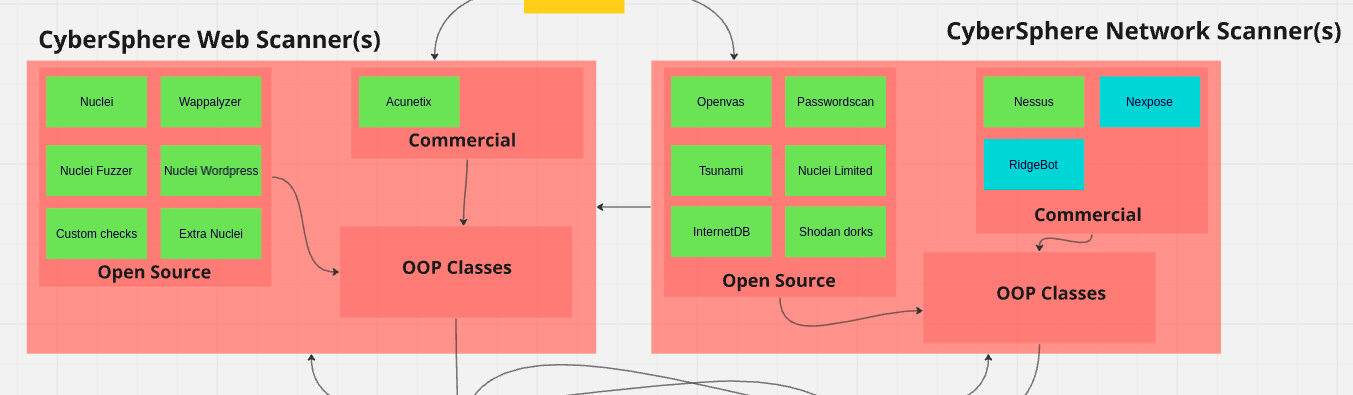 CyberSphere Web Scanner(s)
Nuclei
Wappalyzer
Nuclei Fuzzer
Nuclei Wordpress
Custom checks
Extra Nuclei
Open Source
Acunetix
Commercial
OOP Classes
CyberSphere Network Scanner(s)
Openvas
Passwordscan
Tsunami
Nuclei Limited
InternetDB
Shodan dorks
Open Source
Nessus
Nexpose
RidgeBot
Commercial
OOP Classes